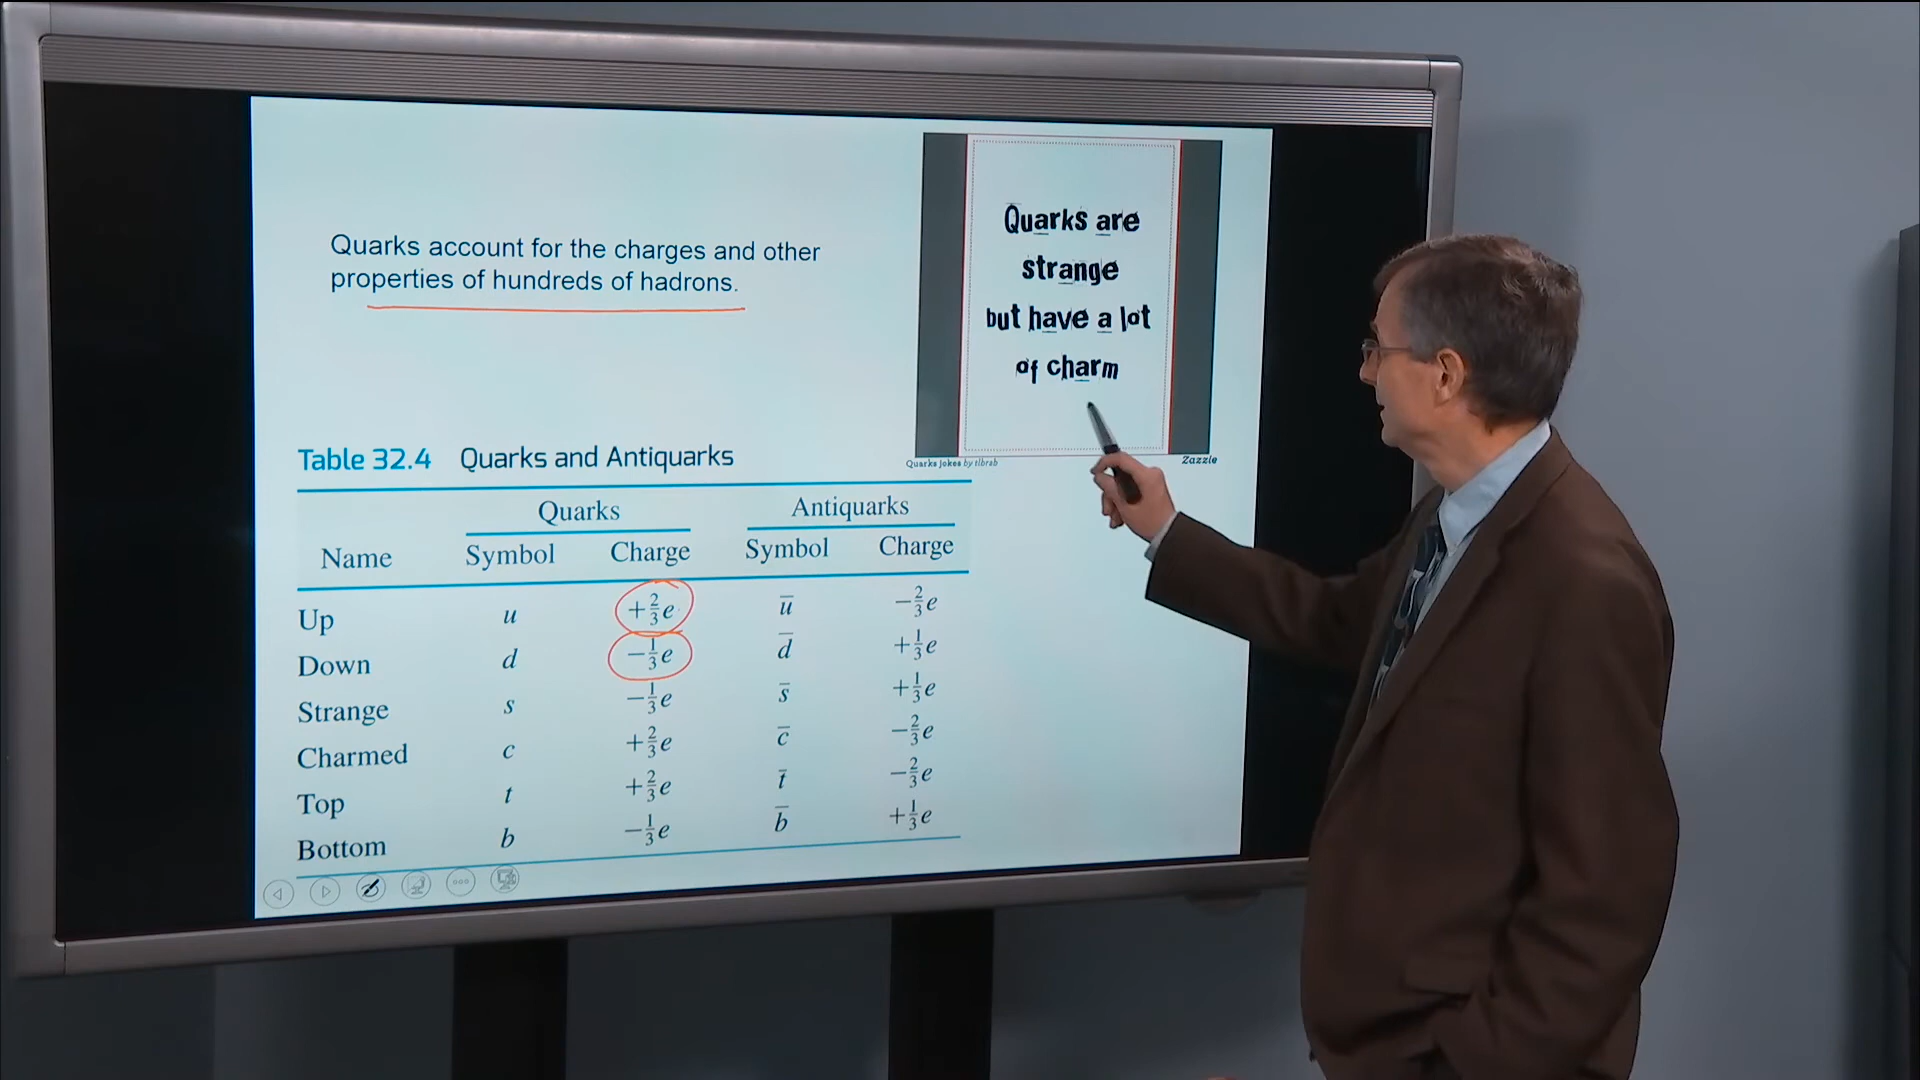 Quarks account for the charges and other
properties of hundreds of hadrons.
Quarks are
strange
but have a lot
of charm
Quarks jokes by tlbrab
Zazzle
Table 32.4 Quarks and Antiquarks
Quarks Antiquarks
Name Symbol Charge Symbol Charge
Up u +2/3e u̅ −2/3e
Down d −1/3e d̅ +1/3e
Strange s −1/3e s̅ +1/3e
Charmed c +2/3e c̅ −2/3e
Top t +2/3e t̅ −2/3e
Bottom b −1/3e b̅ +1/3e